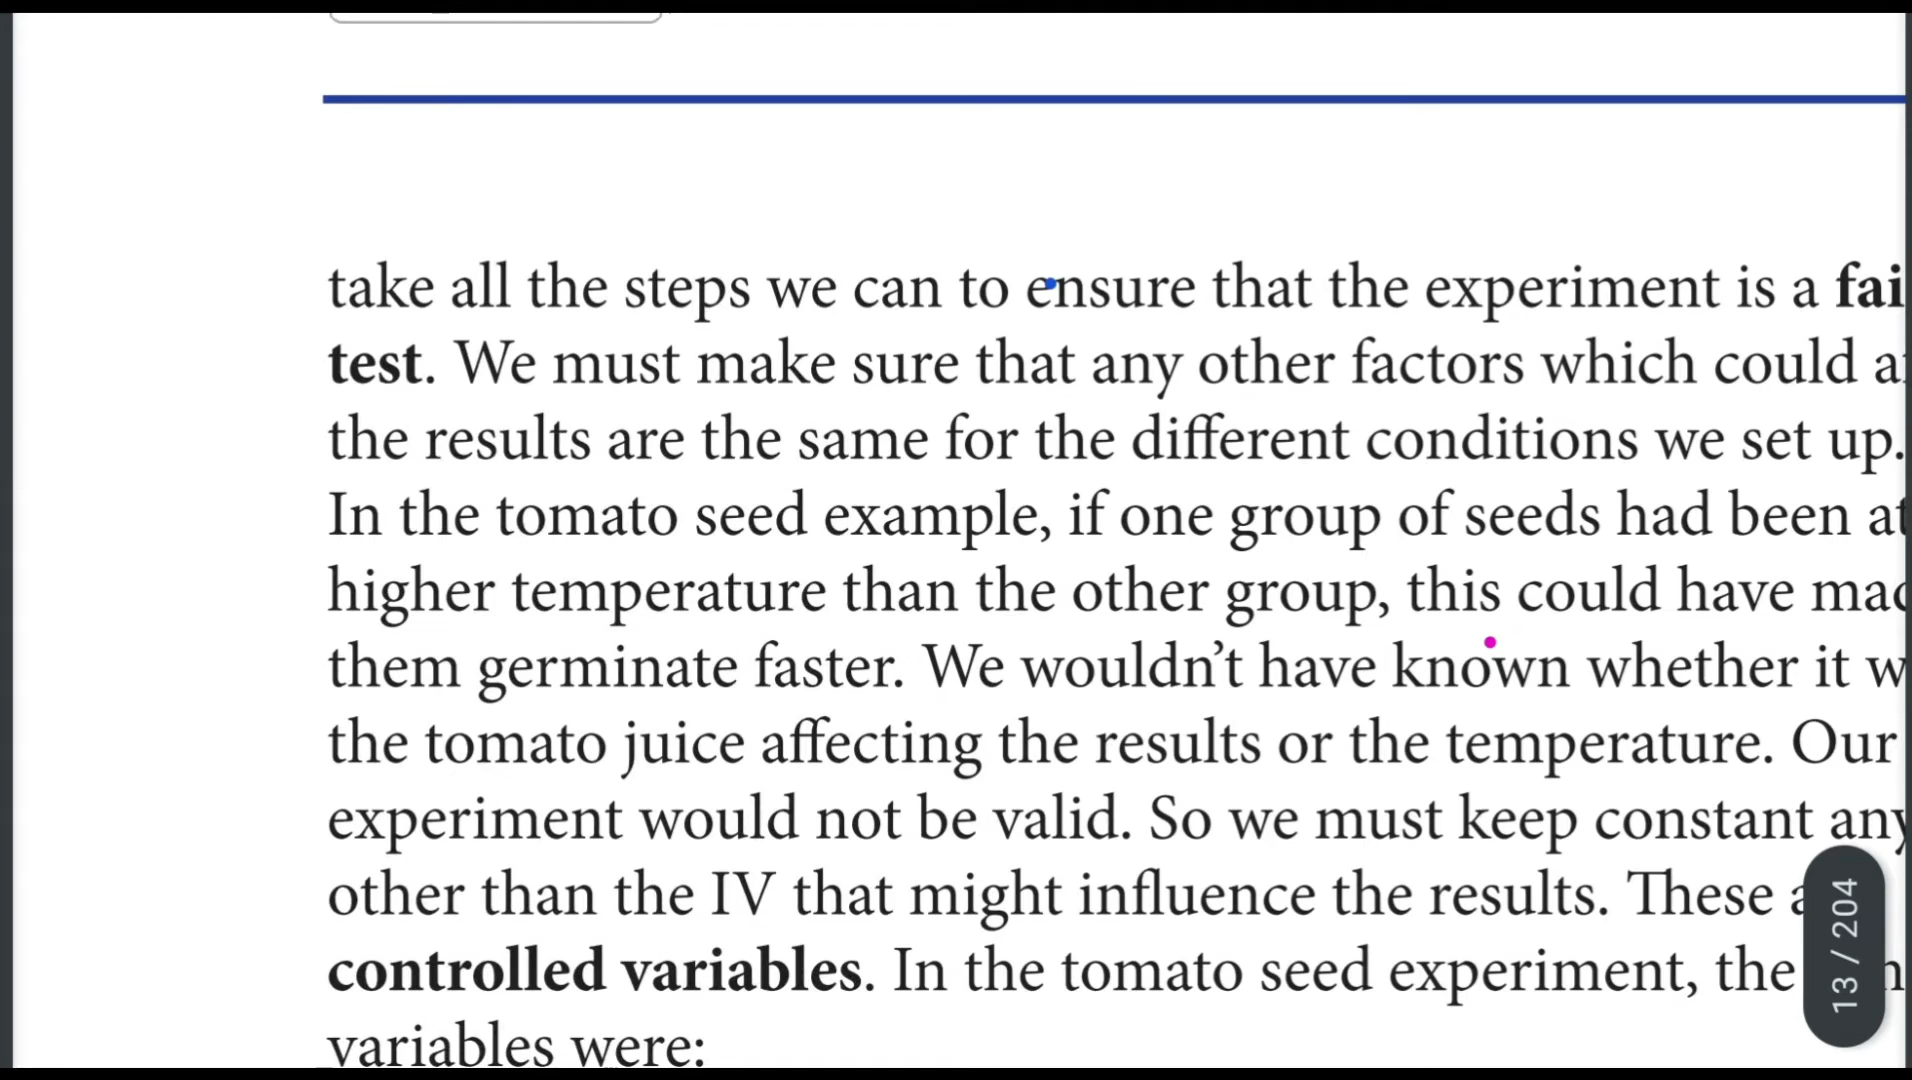 take all the steps we can to ensure that the experiment is a
test. We must make sure that any other factors which could
the results are the same for the different conditions we set up.
In the tomato seed example, if one group of seeds had been at
higher temperature than the other group, this could have
them germinate faster. We wouldn’t have known whether it
the tomato juice affecting the results or the temperature. Our
experiment would not be valid. So we must keep constant any
other than the IV that might influence the results. These
controlled variables. In the tomato seed experiment, the
variables were:
13 / 204